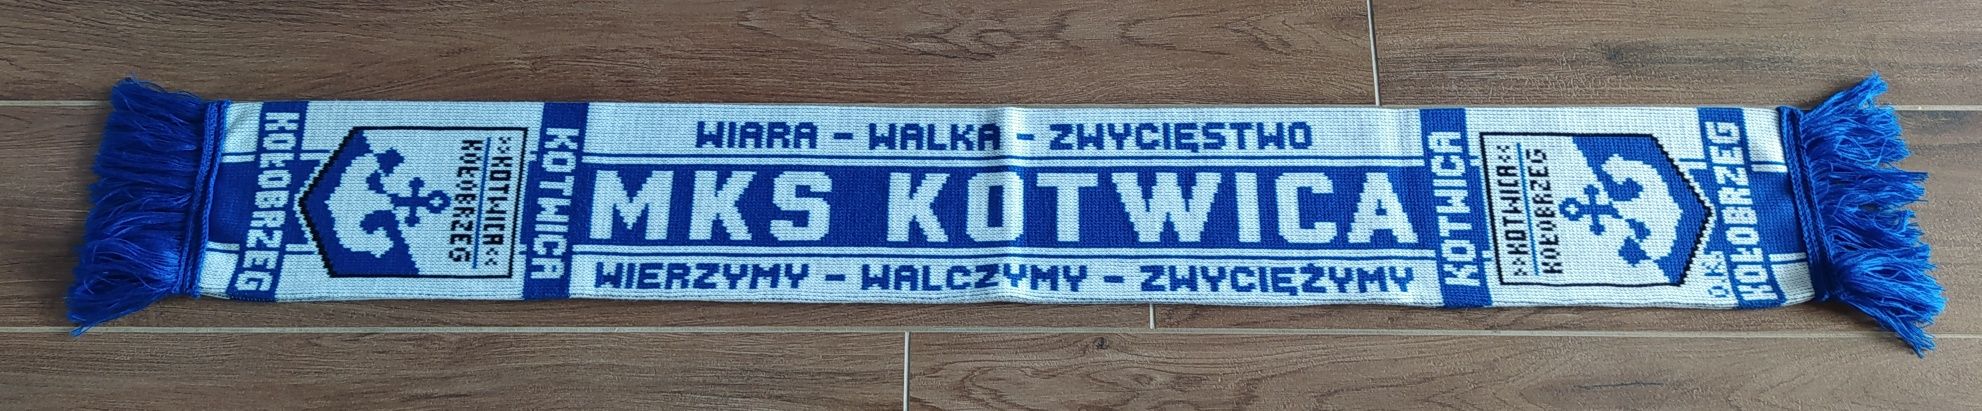 KOŁOBRZEG
»KOTWICA«
KOŁOBRZEG
KOTWICA
WIARA - WALKA - ZWYCIĘSTWO
MKS KOTWICA
WIERZYMY - WALCZYMY - ZWYCIĘŻYMY
KOTWICA
»KOTWICA«
KOŁOBRZEG
KOŁOBRZEG